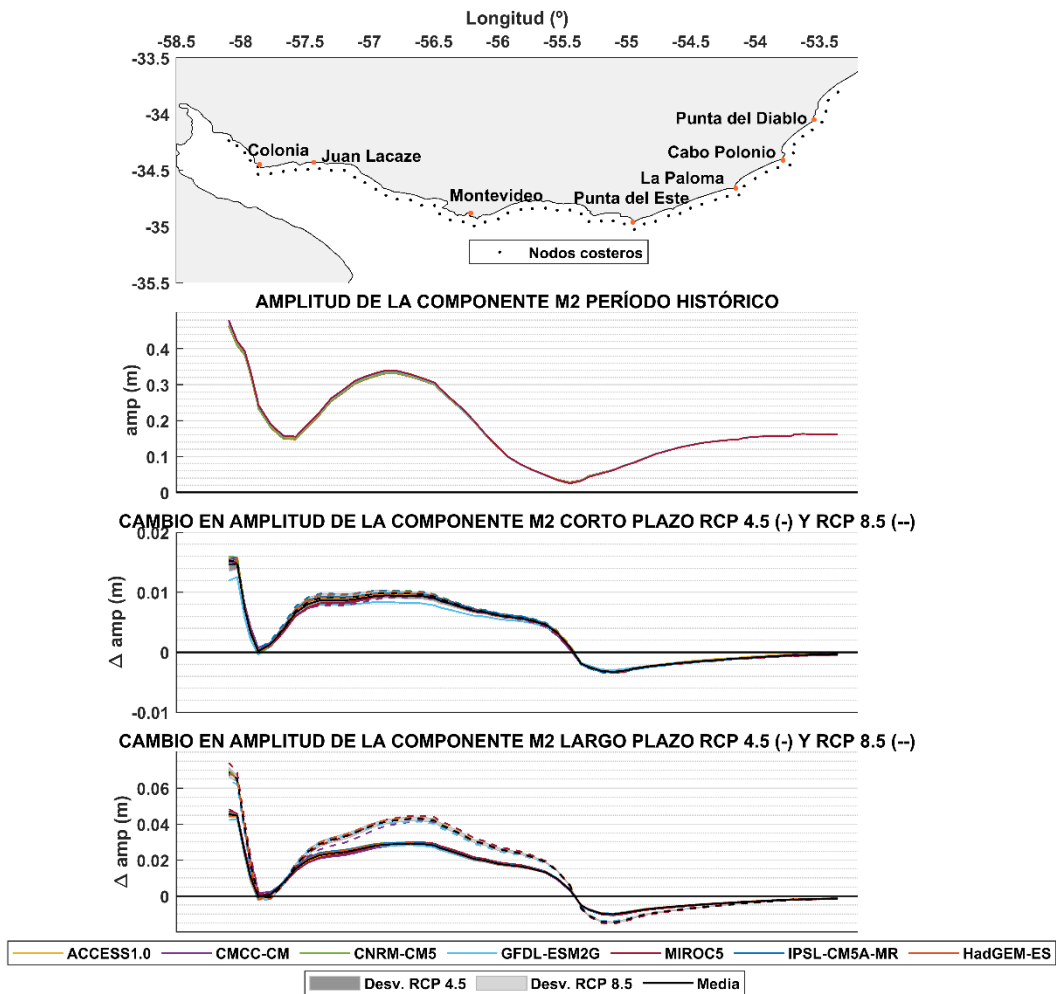 Longitud (º)
-58.5 -58 -57.5 -57 -56.5 -56 -55.5 -55 -54.5 -54 -53.5
-33.5
-34
-34.5
-35
-35.5
Punta del Diablo
Colonia
Juan Lacaze
Cabo Polonio
La Paloma
Montevideo
Punta del Este
Nodos costeros
AMPLITUD DE LA COMPONENTE M2 PERÍODO HISTÓRICO
amp (m)
0.4
0.3
0.2
0.1
0
CAMBIO EN AMPLITUD DE LA COMPONENTE M2 CORTO PLAZO RCP 4.5 (-) Y RCP 8.5 (--)
Δ amp (m)
0.02
0.01
0
-0.01
CAMBIO EN AMPLITUD DE LA COMPONENTE M2 LARGO PLAZO RCP 4.5 (-) Y RCP 8.5 (--)
Δ amp (m)
0.06
0.04
0.02
0
ACCESS1.0 CMCC-CM CNRM-CM5 GFDL-ESM2G MIROC5 IPSL-CM5A-MR HadGEM-ES
Desv. RCP 4.5 Desv. RCP 8.5 Media